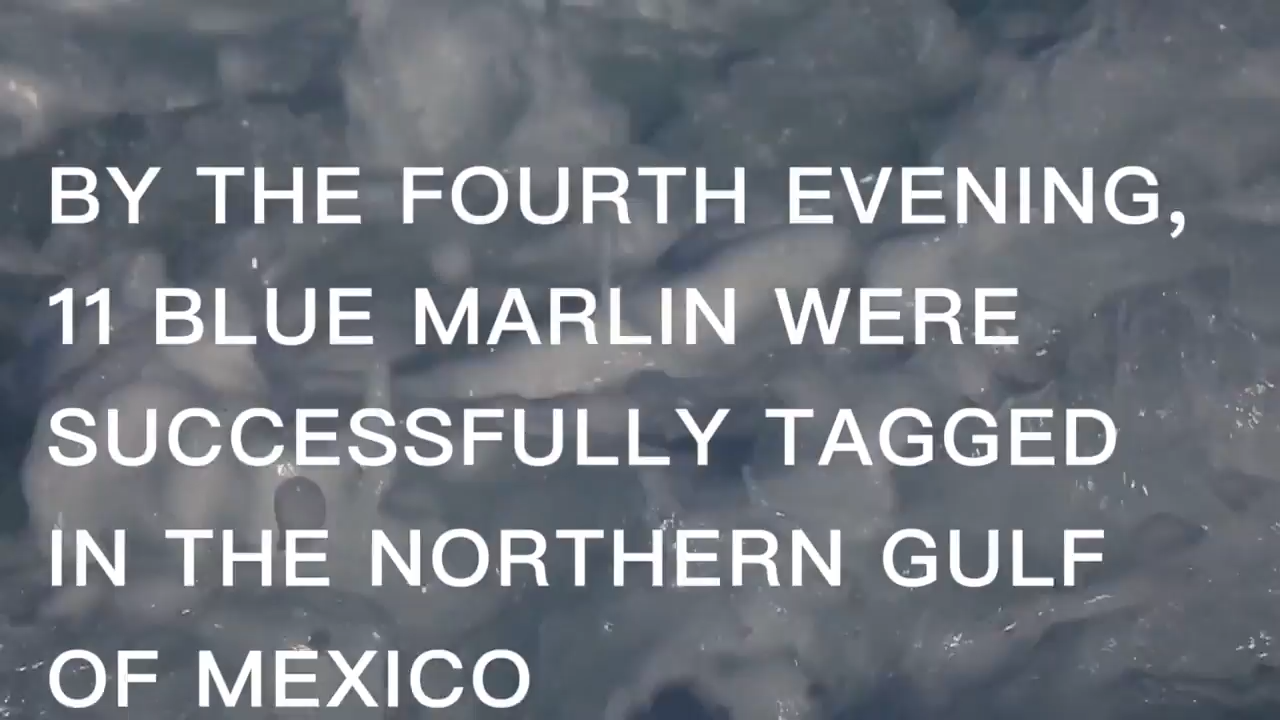 BY THE FOURTH EVENING,
11 BLUE MARLIN WERE
SUCCESSFULLY TAGGED
IN THE NORTHERN GULF
OF MEXICO